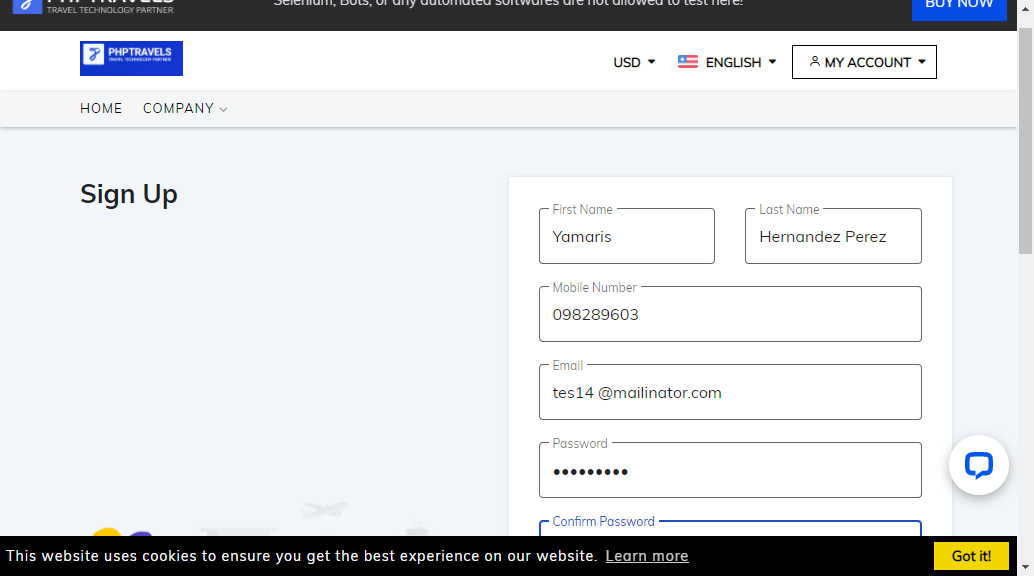 PHPTRAVELS
TRAVEL TECHNOLOGY PARTNER
Selenium, Bots, or any automated softwares are not allowed to test here!
BUY NOW
PHPTRAVELS
TRAVEL TECHNOLOGY PARTNER
USD
ENGLISH
MY ACCOUNT
HOME
COMPANY
Sign Up
First Name
Yamaris
Last Name
Hernandez Perez
Mobile Number
098289603
Email
tes14 @mailinator.com
Password
•••••••••
Confirm Password
This website uses cookies to ensure you get the best experience on our website. Learn more
Got it!